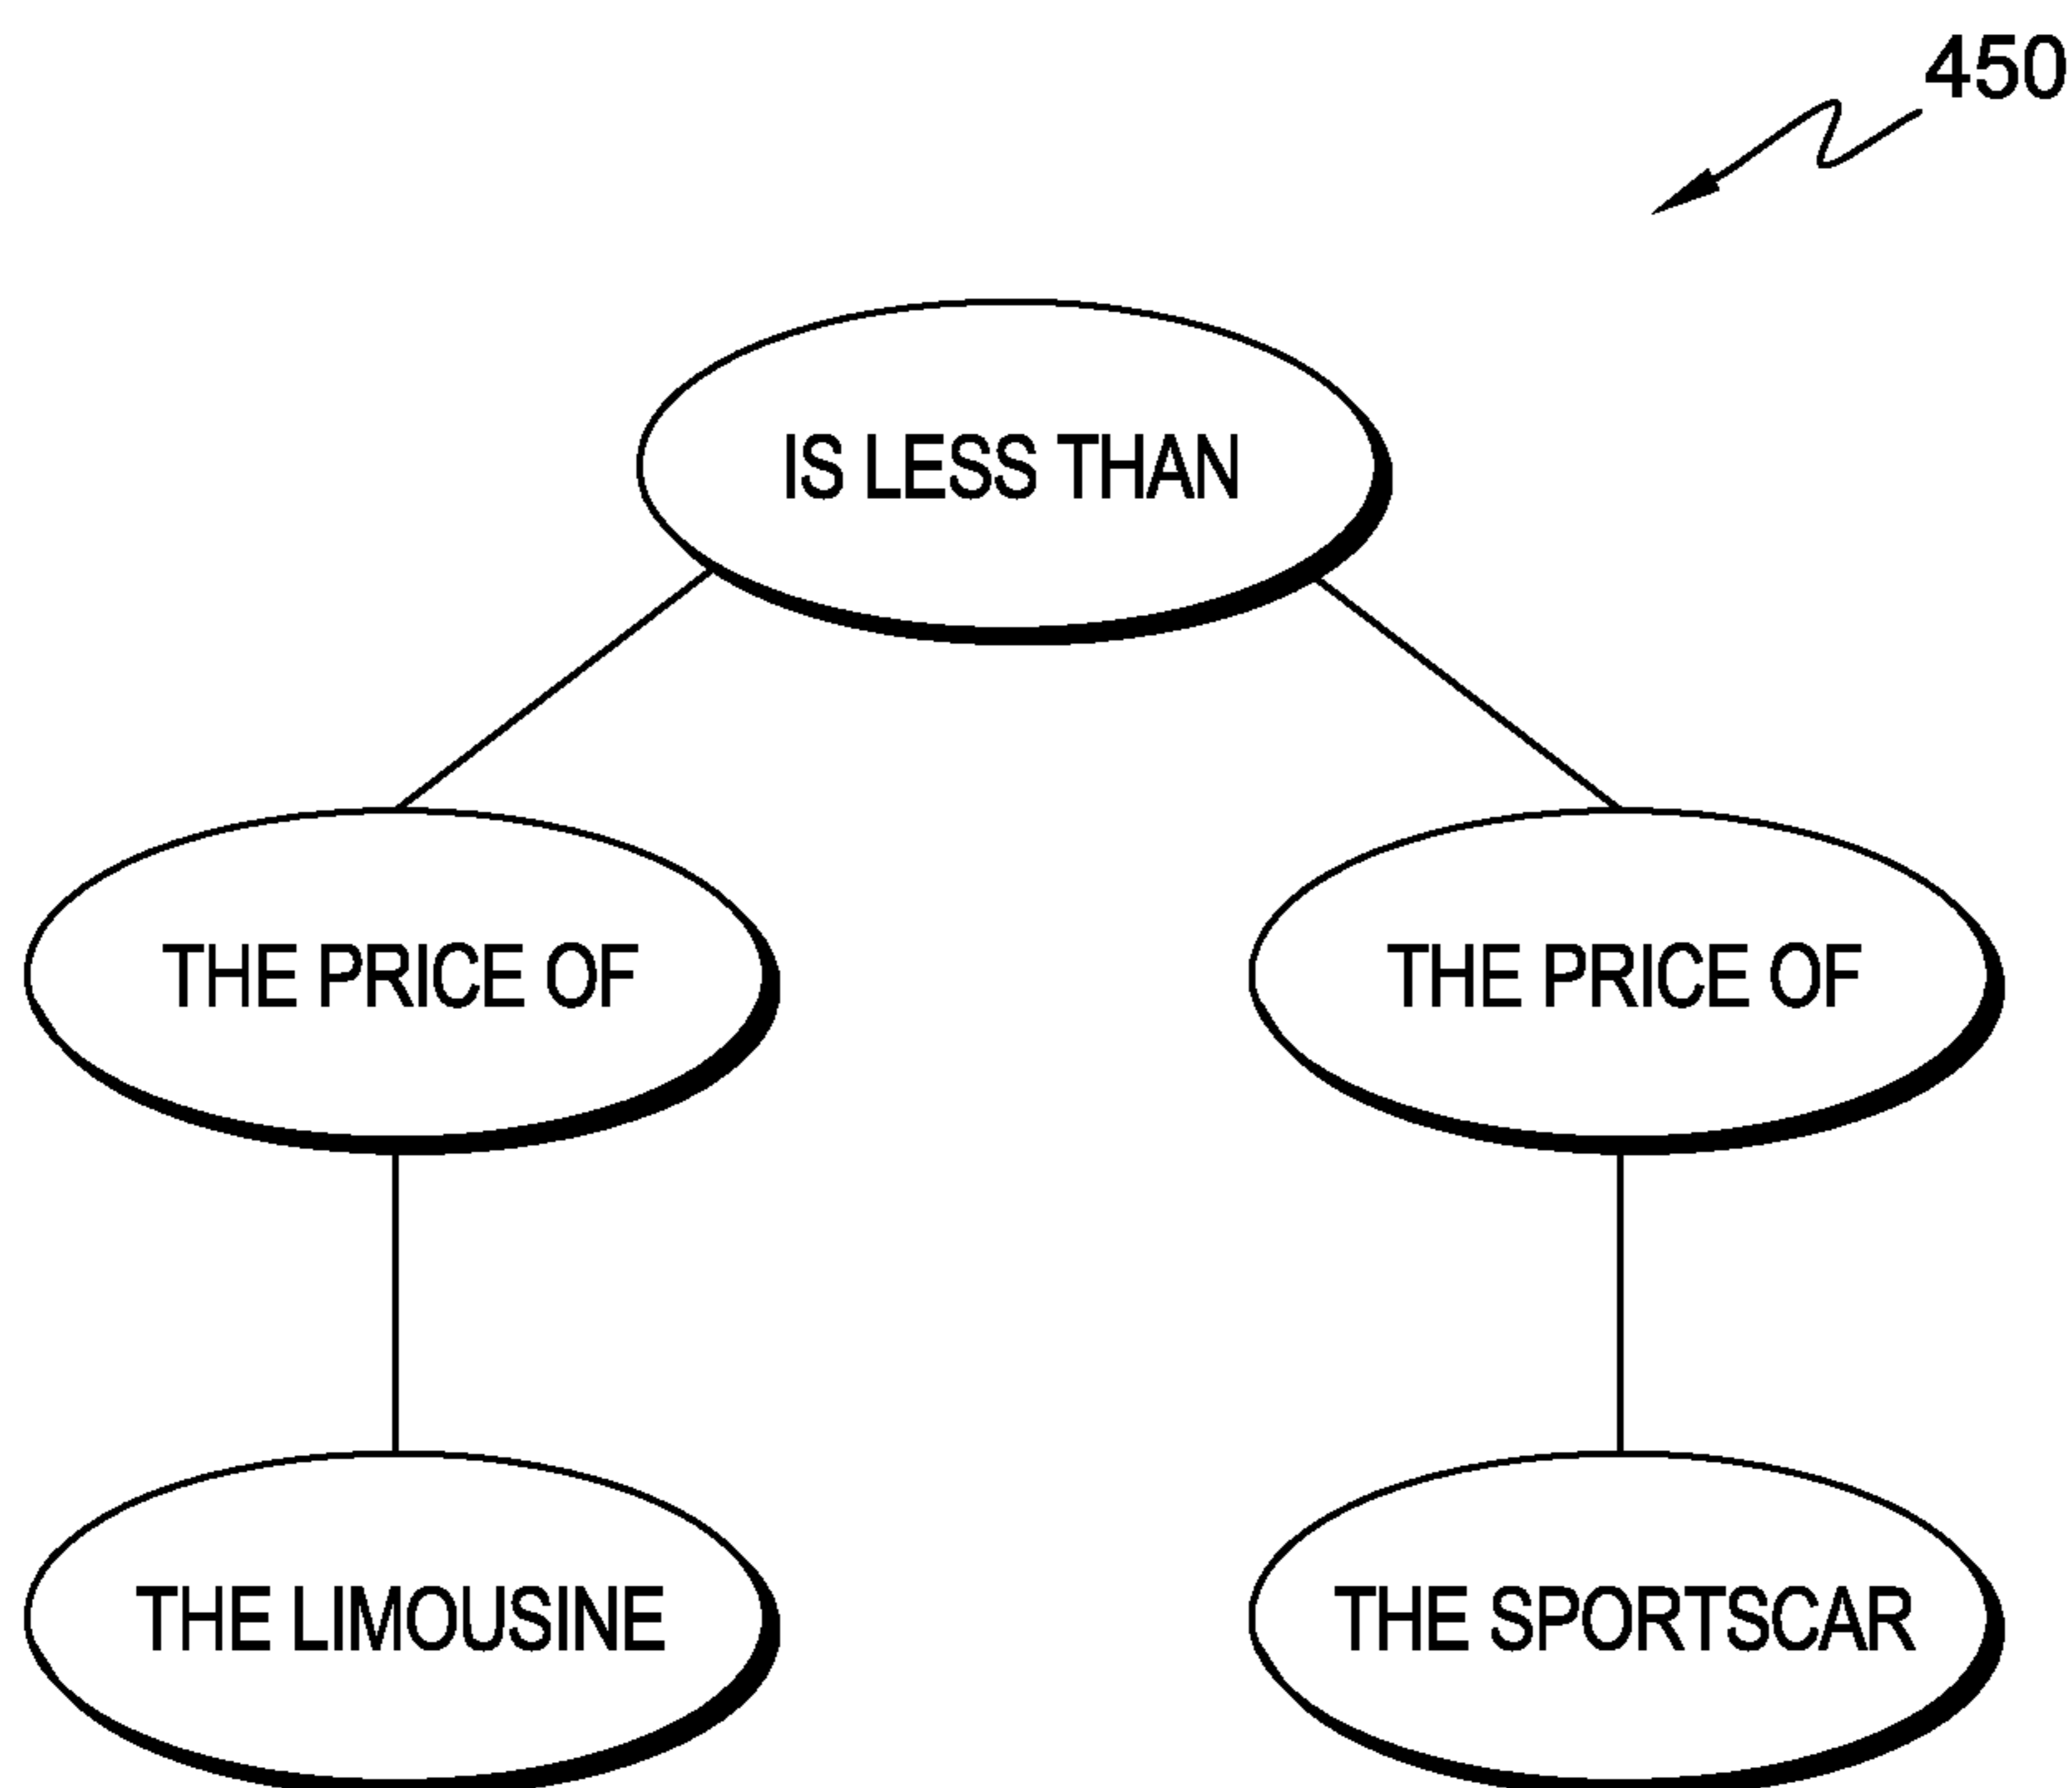 450
IS LESS THAN
THE PRICE OF
THE PRICE OF
THE LIMOUSINE
THE SPORTSCAR